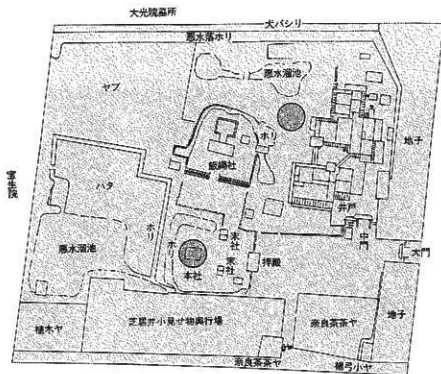 大光院墓所
犬バシリ
悪水落ホリ
悪水溜池
ヤブ
地子
ホリ
飯縄社
宝生院
ハタ
井戸
中門
大門
ホリ
末社
拝殿
悪水溜池
ホリ
末社
本社
地子
植木ヤ
芝居并小見せ物興行場
奈良茶茶ヤ
奈良茶茶ヤ
楊弓小ヤ